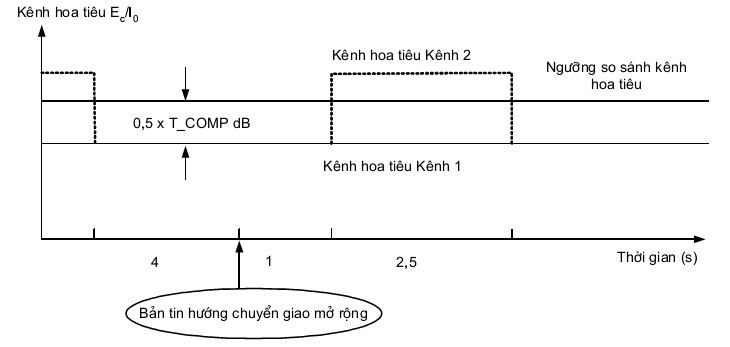 Kênh hoa tiêu Ec/I0
Kênh hoa tiêu Kênh 2
Ngưỡng so sánh kênh
hoa tiêu
0,5 x T_COMP dB
Kênh hoa tiêu Kênh 1
4
1
2,5
Thời gian (s)
Bản tin hướng chuyển giao mở rộng